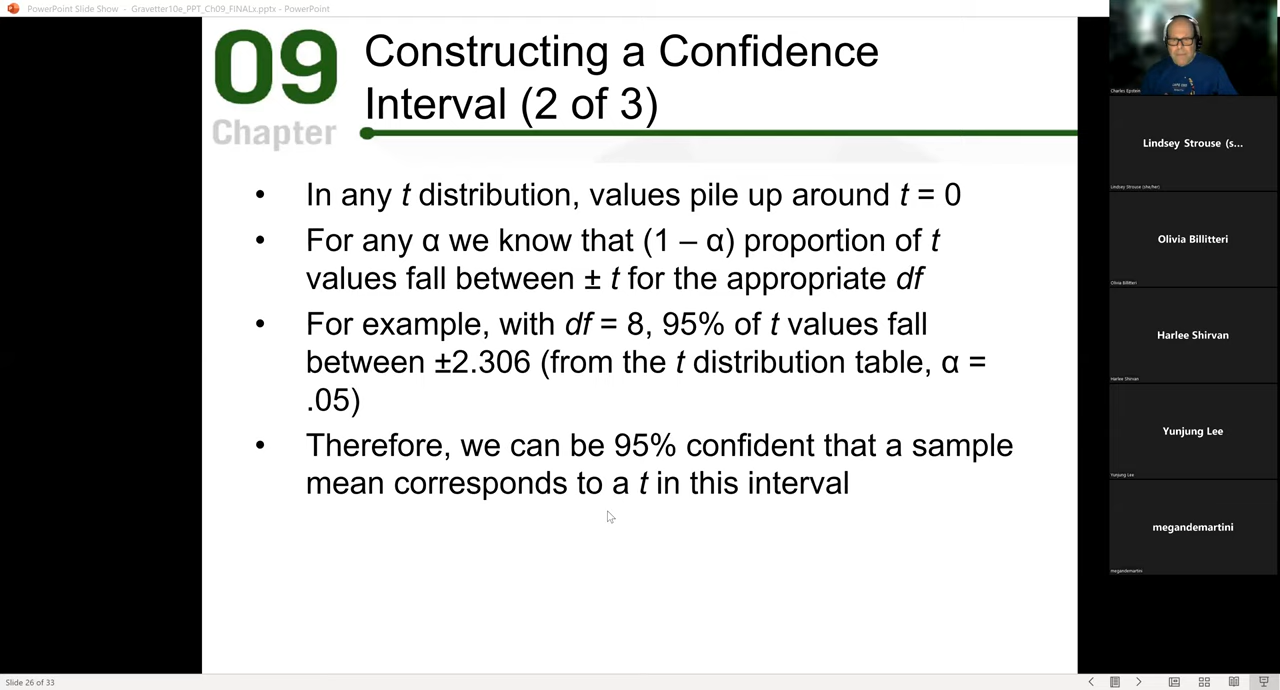 PowerPoint Slide Show - Gravetter10e_PPT_Ch09_FINALx.pptx - PowerPoint
09
Chapter
Constructing a Confidence
Interval (2 of 3)
• In any t distribution, values pile up around t = 0
• For any α we know that (1 – α) proportion of t
values fall between ± t for the appropriate df
• For example, with df = 8, 95% of t values fall
between ±2.306 (from the t distribution table, α =
.05)
• Therefore, we can be 95% confident that a sample
mean corresponds to a t in this interval
Charles Epstein
Lindsey Strouse (s...
Lindsey Strouse (she/her)
Olivia Billitteri
Olivia Billitteri
Harlee Shirvan
Harlee Shirvan
Yunjung Lee
Yunjung Lee
megandemartini
megandemartini
Slide 26 of 33